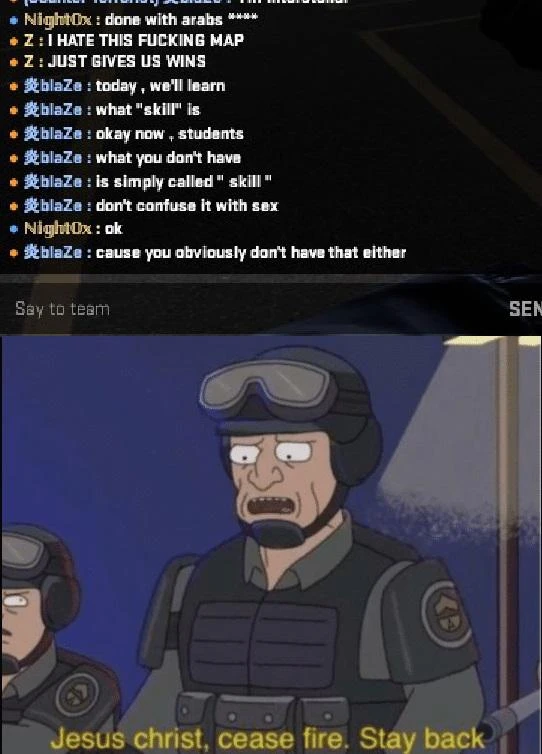 NightOx : done with arabs ****
Z : I HATE THIS FUCKING MAP
Z : JUST GIVES US WINS
炎blaZe : today , we'll learn
炎blaZe : what "skill" is
炎blaZe : okay now , students
炎blaZe : what you don't have
炎blaZe : is simply called " skill "
炎blaZe : don't confuse it with sex
NightOx : ok
炎blaZe : cause you obviously don't have that either
Say to team
SEN
Jesus christ, cease fire. Stay back